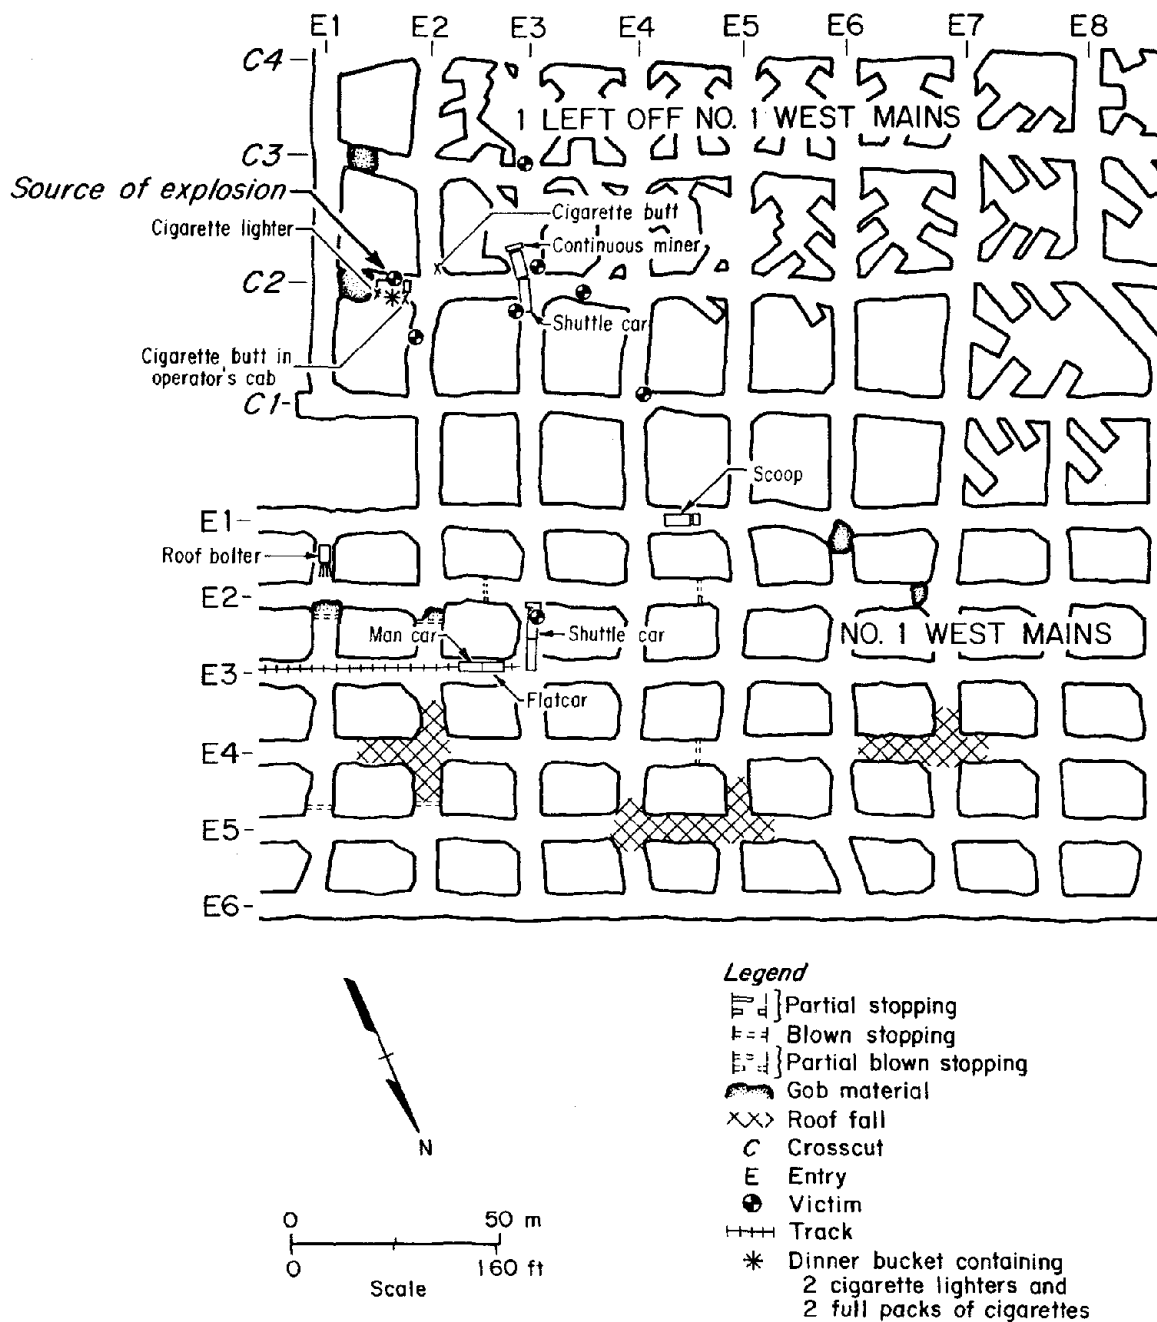 E1 E2 E3 E4 E5 E6 E7 E8
C4
1 LEFT OFF NO. 1 WEST MAINS
C3
Source of explosion
Cigarette lighter
Cigarette butt
Continuous miner
C2
Shuttle car
Cigarette butt in
operator's cab
C1
Scoop
E1
Roof bolter
E2
Man car
Shuttle car
NO. 1 WEST MAINS
E3
Flatcar
E4
E5
E6
Legend
Partial stopping
Blown stopping
Partial blown stopping
Gob material
Roof fall
C Crosscut
E Entry
Victim
Track
Dinner bucket containing
2 cigarette lighters and
2 full packs of cigarettes
N
0 50 m
0 160 ft
Scale